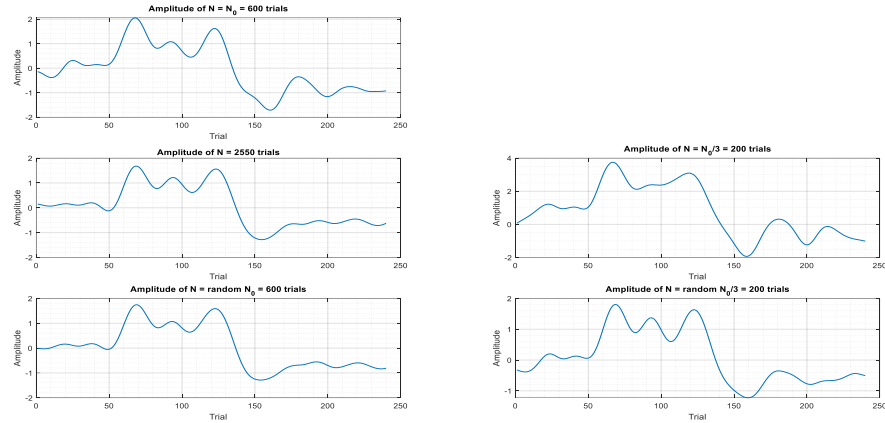 Amplitude of N = N0 = 600 trials
2
1
0
-1
-2
Amplitude
0 50 100 150 200 250
Trial
Amplitude of N = 2550 trials
2
1
0
-1
-2
Amplitude
0 50 100 150 200 250
Trial
Amplitude of N = N0/3 = 200 trials
4
2
0
-2
Amplitude
0 50 100 150 200 250
Trial
Amplitude of N = random N0 = 600 trials
2
1
0
-1
-2
Amplitude
0 50 100 150 200 250
Trial
Amplitude of N = random N0/3 = 200 trials
2
1
0
-1
Amplitude
0 50 100 150 200 250
Trial